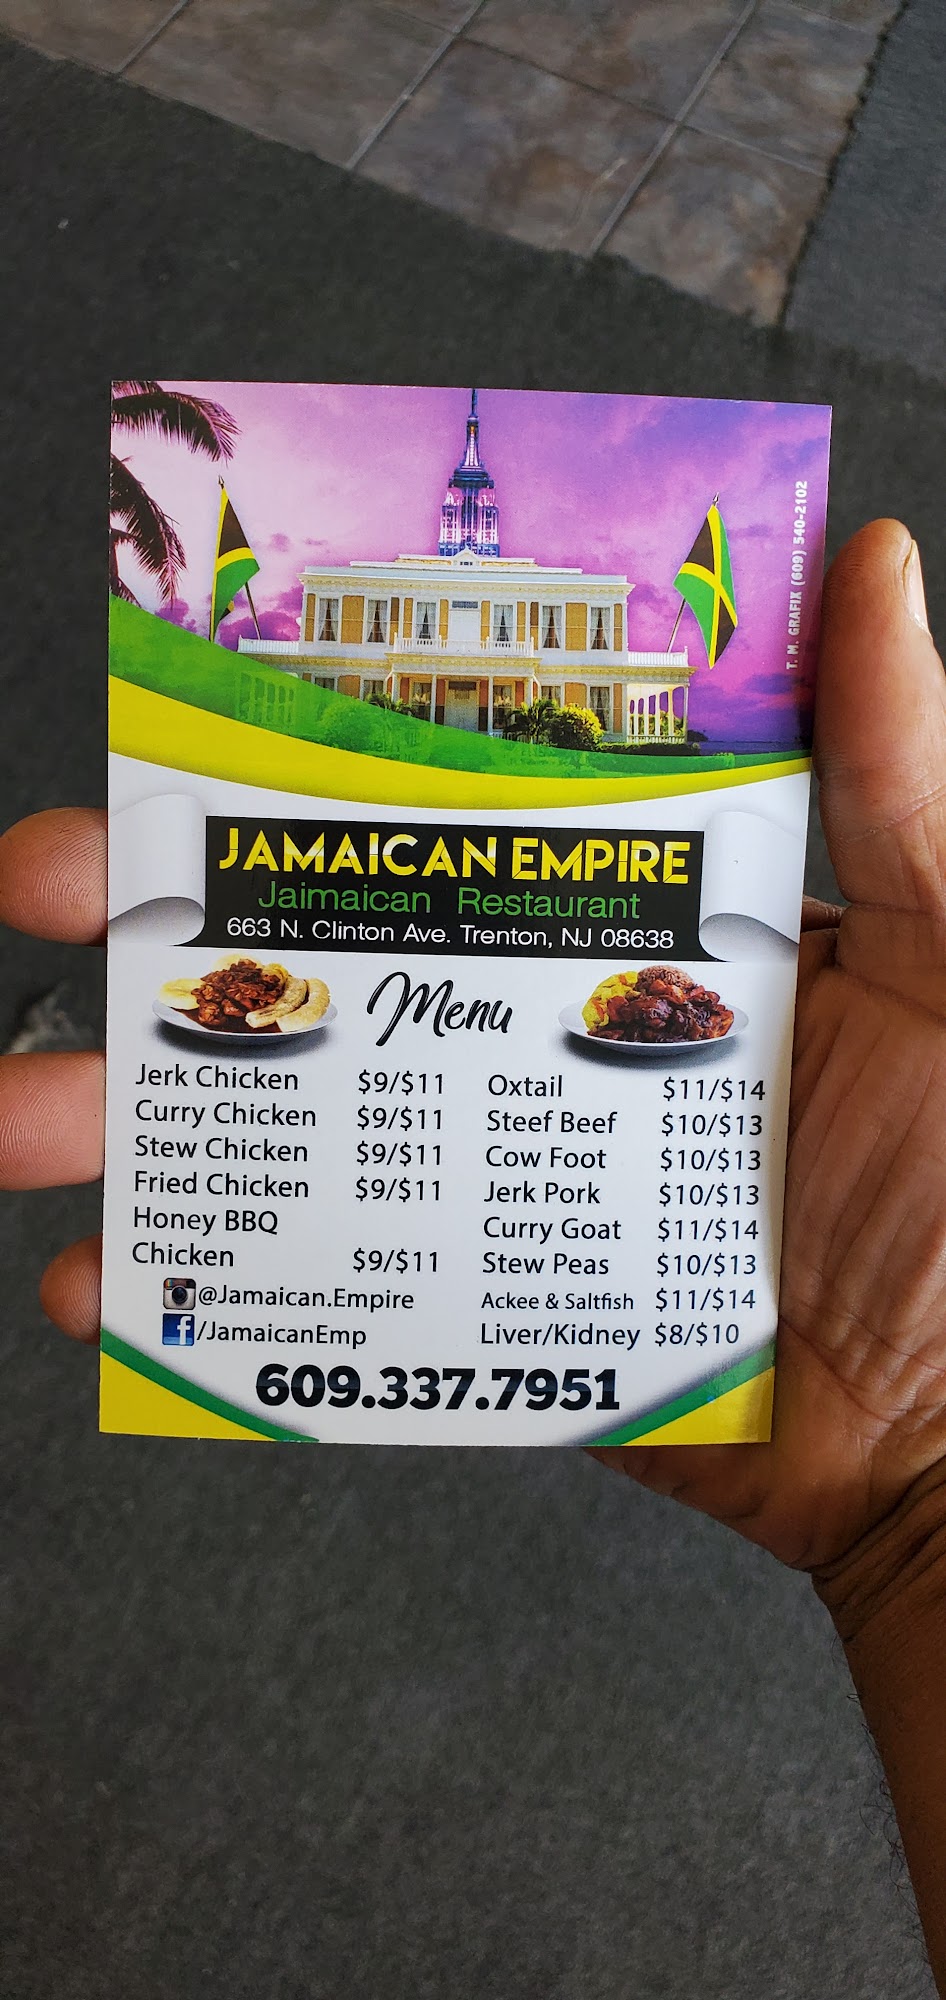 T. M. GRAFIX (609) 540-2102
JAMAICAN EMPIRE
Jaimaican Restaurant
663 N. Clinton Ave. Trenton, NJ 08638
Menu
Jerk Chicken $9/$11
Curry Chicken $9/$11
Stew Chicken $9/$11
Fried Chicken $9/$11
Honey BBQ
Chicken $9/$11
@Jamaican.Empire
f/JamaicanEmp
Oxtail $11/$14
Steef Beef $10/$13
Cow Foot $10/$13
Jerk Pork $10/$13
Curry Goat $11/$14
Stew Peas $10/$13
Ackee & Saltfish $11/$14
Liver/Kidney $8/$10
609.337.7951